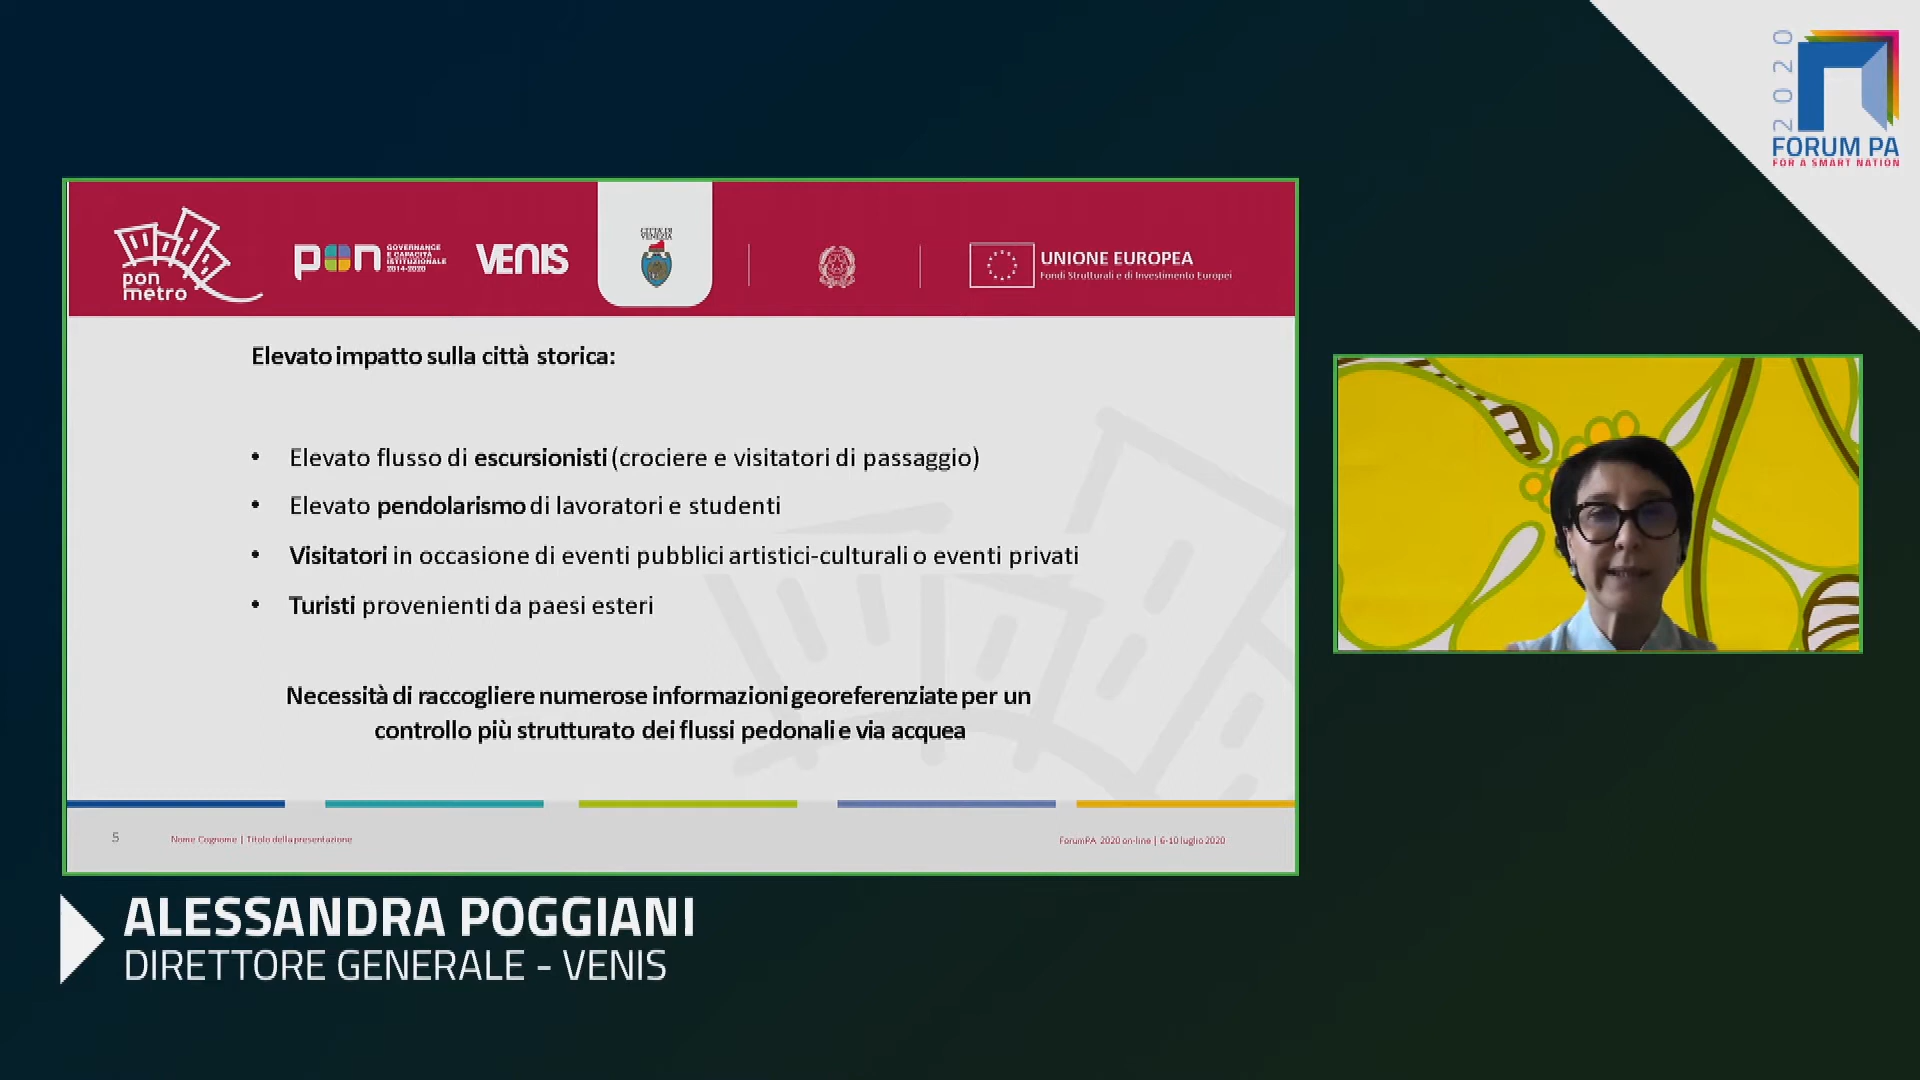 2020
FORUM PA
FOR A SMART NATION
pon
metro
pon
GOVERNANCE
E CAPACITÀ
ISTITUZIONALE
2014-2020
VENIS
CITTÀ DI
VENEZIA
UNIONE EUROPEA
Fondi Strutturali e di Investimento Europei
Elevato impatto sulla città storica:
• Elevato flusso di escursionisti (crociere e visitatori di passaggio)
• Elevato pendolarismo di lavoratori e studenti
• Visitatori in occasione di eventi pubblici artistici-culturali o eventi privati
• Turisti provenienti da paesi esteri
Necessità di raccogliere numerose informazioni georeferenziate per un
controllo più strutturato dei flussi pedonali e via acquea
5
Nome Cognome | Titolo della presentazione
ForumPA 2020 on-line | 6-10 luglio 2020
ALESSANDRA POGGIANI
DIRETTORE GENERALE - VENIS